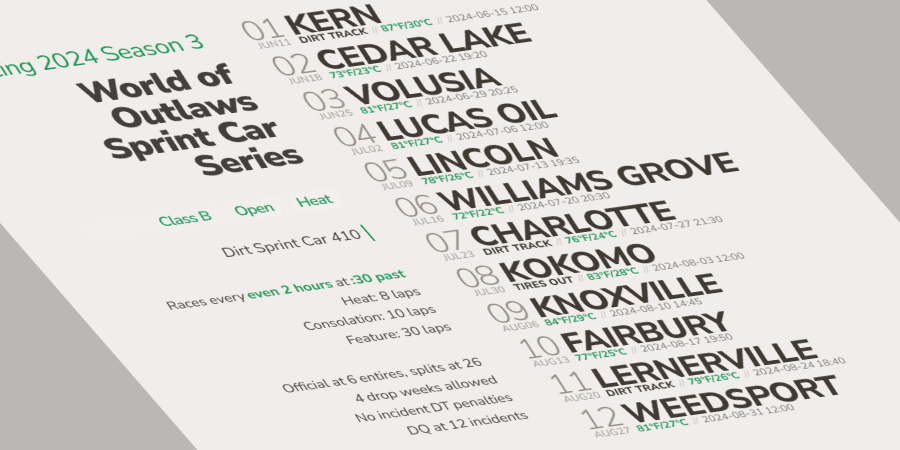 ing 2024 Season 3
World of
Outlaws
Sprint Car
Series
Class B Open Heat
Dirt Sprint Car 410
Races every even 2 hours at :30 past
Heat: 8 laps
Consolation: 10 laps
Feature: 30 laps
Official at 6 entires, splits at 26
4 drop weeks allowed
No incident DT penalties
DQ at 12 incidents
01 KERN
JUN11 DIRT TRACK // 87°F/30°C // 2024-06-15 12:00
02 CEDAR LAKE
JUN18 73°F/23°C // 2024-06-22 19:20
03 VOLUSIA
JUN25 81°F/27°C // 2024-06-29 20:25
04 LUCAS OIL
JUL02 81°F/27°C // 2024-07-06 12:00
05 LINCOLN
JUL09 78°F/26°C // 2024-07-13 19:35
06 WILLIAMS GROVE
JUL16 72°F/22°C // 2024-07-20 20:30
07 CHARLOTTE
JUL23 DIRT TRACK // 76°F/24°C // 2024-07-27 21:30
08 KOKOMO
JUL30 TIRES OUT // 83°F/28°C // 2024-08-03 12:00
09 KNOXVILLE
AUG06 84°F/29°C // 2024-08-10 14:45
10 FAIRBURY
AUG13 77°F/25°C // 2024-08-17 19:50
11 LERNERVILLE
AUG20 DIRT TRACK // 79°F/26°C // 2024-08-24 18:40
12 WEEDSPORT
AUG27 81°F/27°C // 2024-08-31 12:00